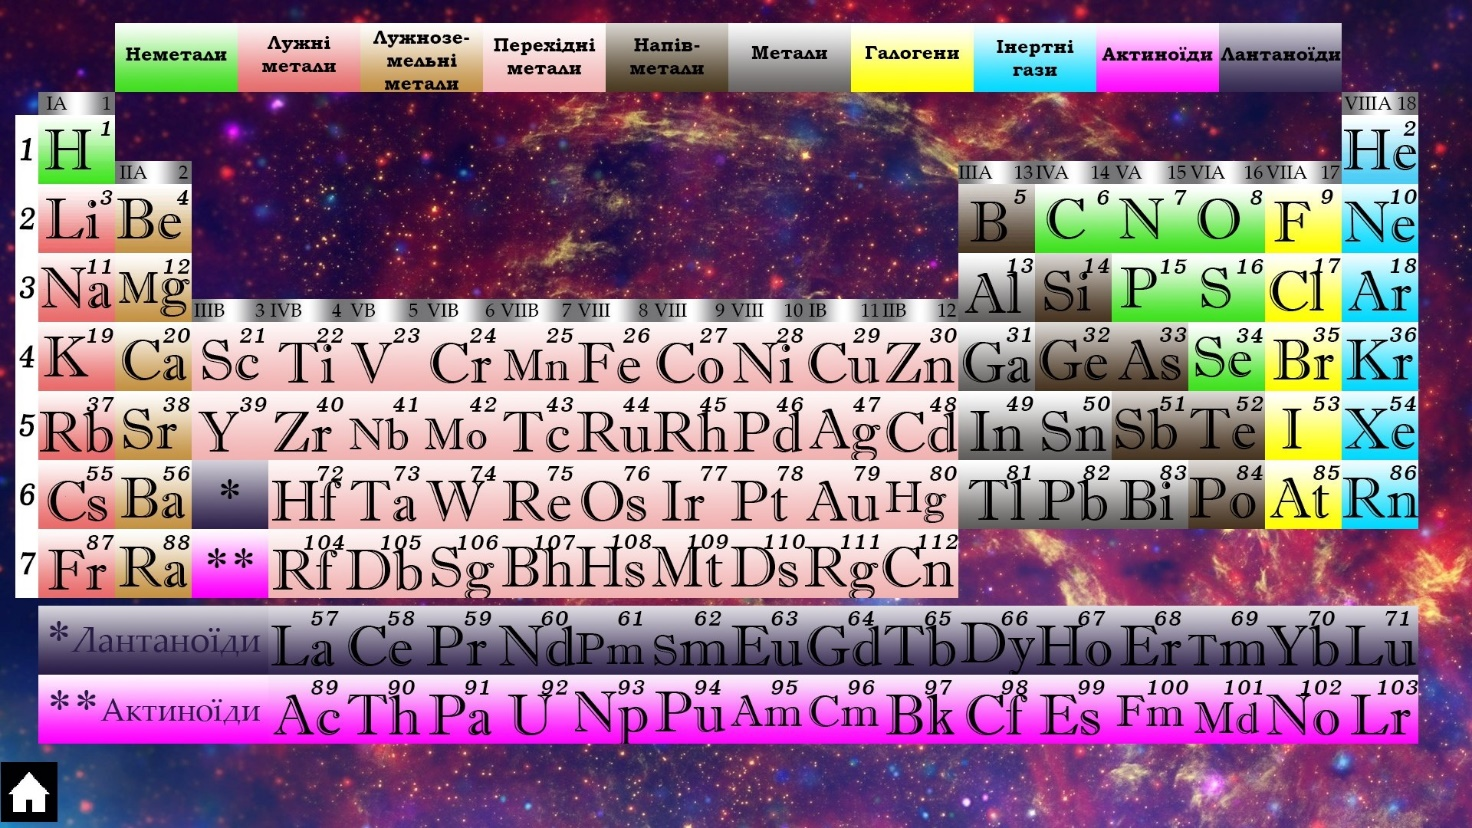 Неметали
Лужні
метали
Лужнозе-
мельні
метали
Перехідні
метали
Напів-
метали
Метали
Галогени
Інертні
гази
Актиноїди
Лантаноїди
IA 1
VIIIA 18
1 H 1 He 2
IIA 2
IIIA 13 IVA 14 VA 15 VIA 16 VIIA 17
2 Li 3 Be 4 B 5 C 6 N 7 O 8 F 9 Ne 10
3 Na 11 Mg 12 Al 13 Si 14 P 15 S 16 Cl 17 Ar 18
IIIB 3 IVB 4 VB 5 VIB 6 VIIB 7 VIII 8 VIII 9 VIII 10 IB 11 IIB 12
4 K 19 Ca 20 Sc 21 Ti 22 V 23 Cr 24 Mn 25 Fe 26 Co 27 Ni 28 Cu 29 Zn 30 Ga 31 Ge 32 As 33 Se 34 Br 35 Kr 36
5 Rb 37 Sr 38 Y 39 Zr 40 Nb 41 Mo 42 Tc 43 Ru 44 Rh 45 Pd 46 Ag 47 Cd 48 In 49 Sn 50 Sb 51 Te 52 I 53 Xe 54
6 Cs 55 Ba 56 * Hf 72 Ta 73 W 74 Re 75 Os 76 Ir 77 Pt 78 Au 79 Hg 80 Tl 81 Pb 82 Bi 83 Po 84 At 85 Rn 86
7 Fr 87 Ra 88 ** Rf 104 Db 105 Sg 106 Bh 107 Hs 108 Mt 109 Ds 110 Rg 111 Cn 112
*Лантаноїди La 57 Ce 58 Pr 59 Nd 60 Pm 61 Sm 62 Eu 63 Gd 64 Tb 65 Dy 66 Ho 67 Er 68 Tm 69 Yb 70 Lu 71
**Актиноїди Ac 89 Th 90 Pa 91 U 92 Np 93 Pu 94 Am 95 Cm 96 Bk 97 Cf 98 Es 99 Fm 100 Md 101 No 102 Lr 103